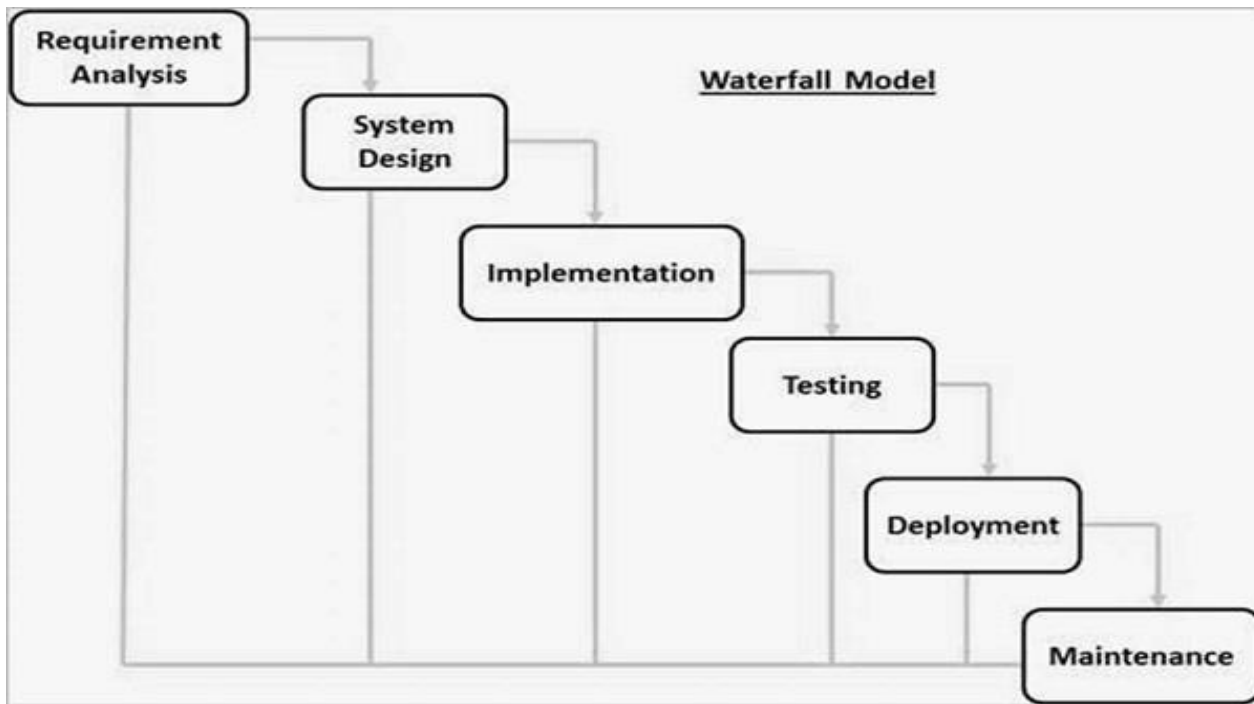 Requirement
Analysis
Waterfall Model
System
Design
Implementation
Testing
Deployment
Maintenance